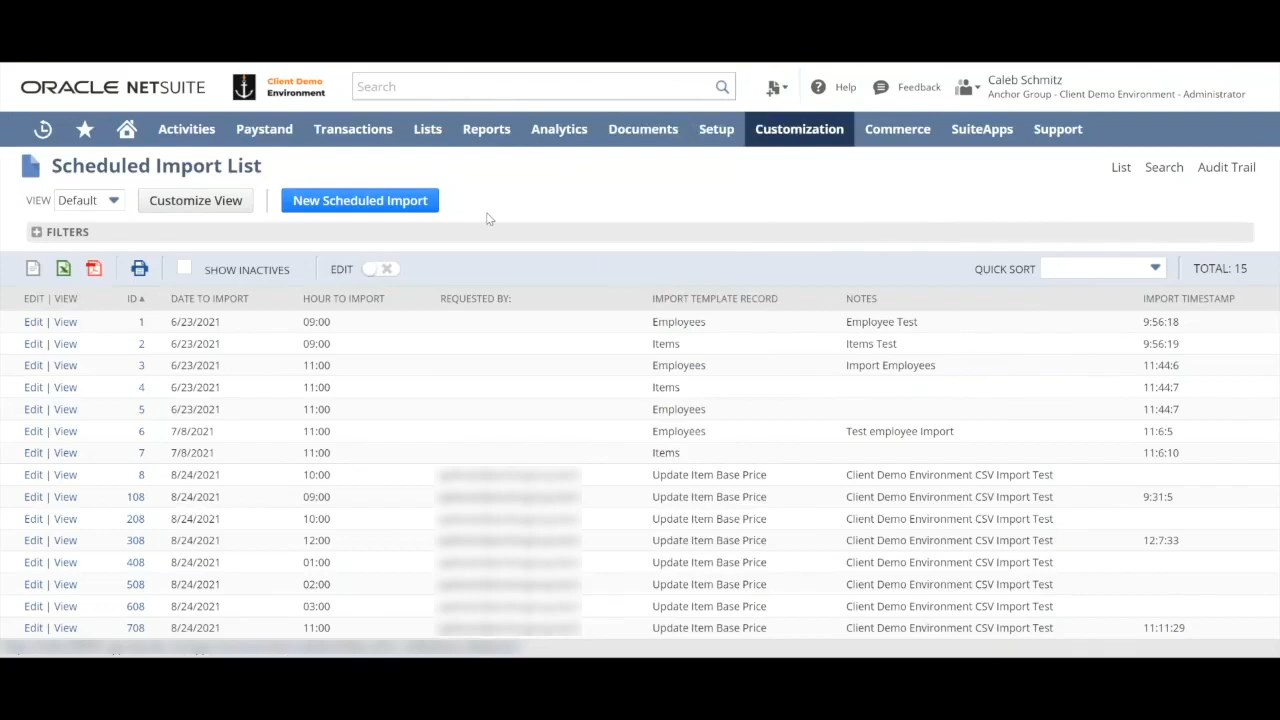 ORACLE NETSUITE Client Demo Environment Search Help Feedback Caleb Schmitz
Anchor Group - Client Demo Environment - Administrator
Activities Paystand Transactions Lists Reports Analytics Documents Setup Customization Commerce SuiteApps Support
Scheduled Import List List Search Audit Trail
VIEW Default Customize View New Scheduled Import
FILTERS
SHOW INACTIVES EDIT QUICK SORT TOTAL: 15
EDIT | VIEW ID DATE TO IMPORT HOUR TO IMPORT REQUESTED BY: IMPORT TEMPLATE RECORD NOTES IMPORT TIMESTAMP
Edit | View 1 6/23/2021 09:00 Employees Employee Test 9:56:18
Edit | View 2 6/23/2021 09:00 Items Items Test 9:56:19
Edit | View 3 6/23/2021 11:00 Employees Import Employees 11:44:6
Edit | View 4 6/23/2021 11:00 Items 11:44:7
Edit | View 5 6/23/2021 11:00 Employees 11:44:7
Edit | View 6 7/8/2021 11:00 Employees Test employee Import 11:6:5
Edit | View 7 7/8/2021 11:00 Items 11:6:10
Edit | View 8 8/24/2021 10:00 Update Item Base Price Client Demo Environment CSV Import Test
Edit | View 108 8/24/2021 09:00 Update Item Base Price Client Demo Environment CSV Import Test 9:31:5
Edit | View 208 8/24/2021 10:00 Update Item Base Price Client Demo Environment CSV Import Test
Edit | View 308 8/24/2021 12:00 Update Item Base Price Client Demo Environment CSV Import Test 12:7:33
Edit | View 408 8/24/2021 01:00 Update Item Base Price Client Demo Environment CSV Import Test
Edit | View 508 8/24/2021 02:00 Update Item Base Price Client Demo Environment CSV Import Test
Edit | View 608 8/24/2021 03:00 Update Item Base Price Client Demo Environment CSV Import Test
Edit | View 708 8/24/2021 11:00 Update Item Base Price Client Demo Environment CSV Import Test 11:11:29